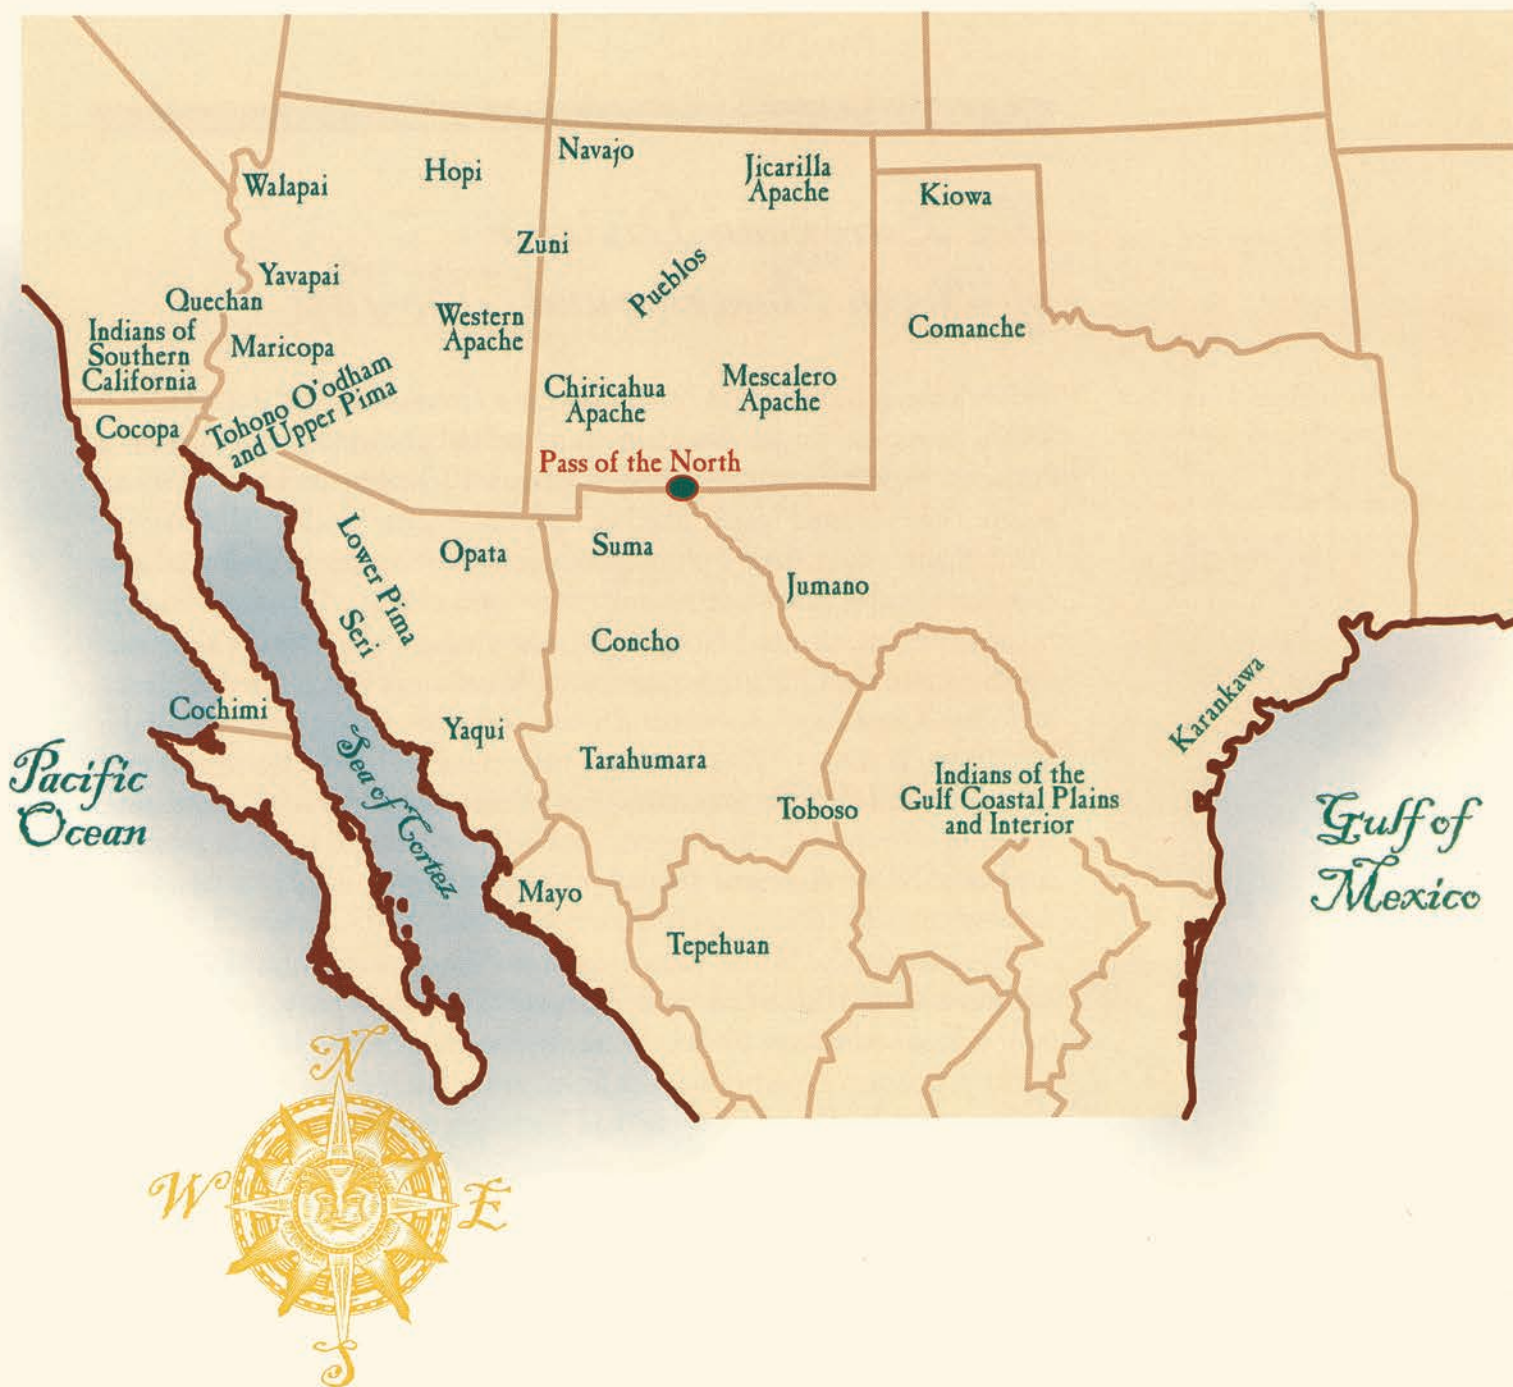 Navajo
Hopi
Jicarilla
Apache
Walapai
Kiowa
Zuni
Yavapai
Pueblos
Quechan
Western
Apache
Comanche
Indians of
Southern
California
Maricopa
Tohono O'odham
and Upper Pima
Chiricahua
Apache
Mescalero
Apache
Cocopa
Pass of the North
Lower Pima
Opata
Suma
Jumano
Seri
Concho
Karankawa
Cochimi
Yaqui
Pacific
Ocean
Sea of Cortez
Tarahumara
Toboso
Indians of the
Gulf Coastal Plains
and Interior
Gulf of
Mexico
Mayo
Tepehuan
N
W
E
S